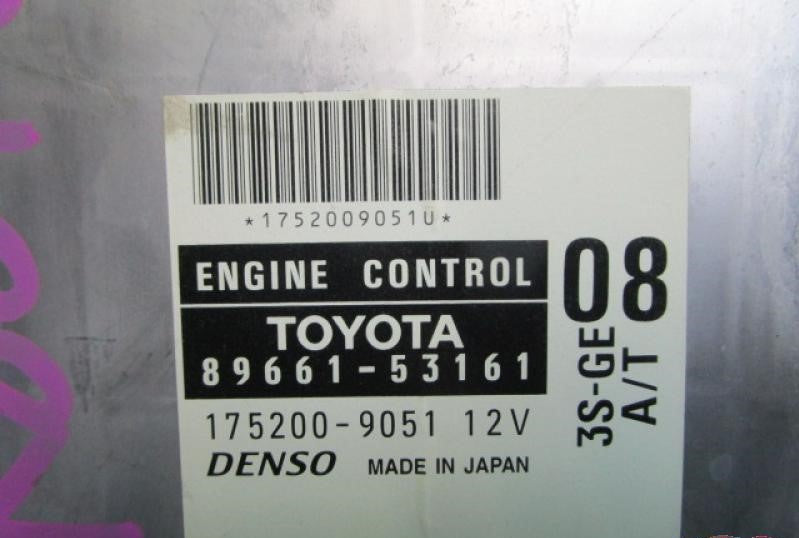 *1752009051U*
ENGINE CONTROL
TOYOTA
89661-53161
175200-9051 12V
DENSO MADE IN JAPAN
08
3S-GE
A/T